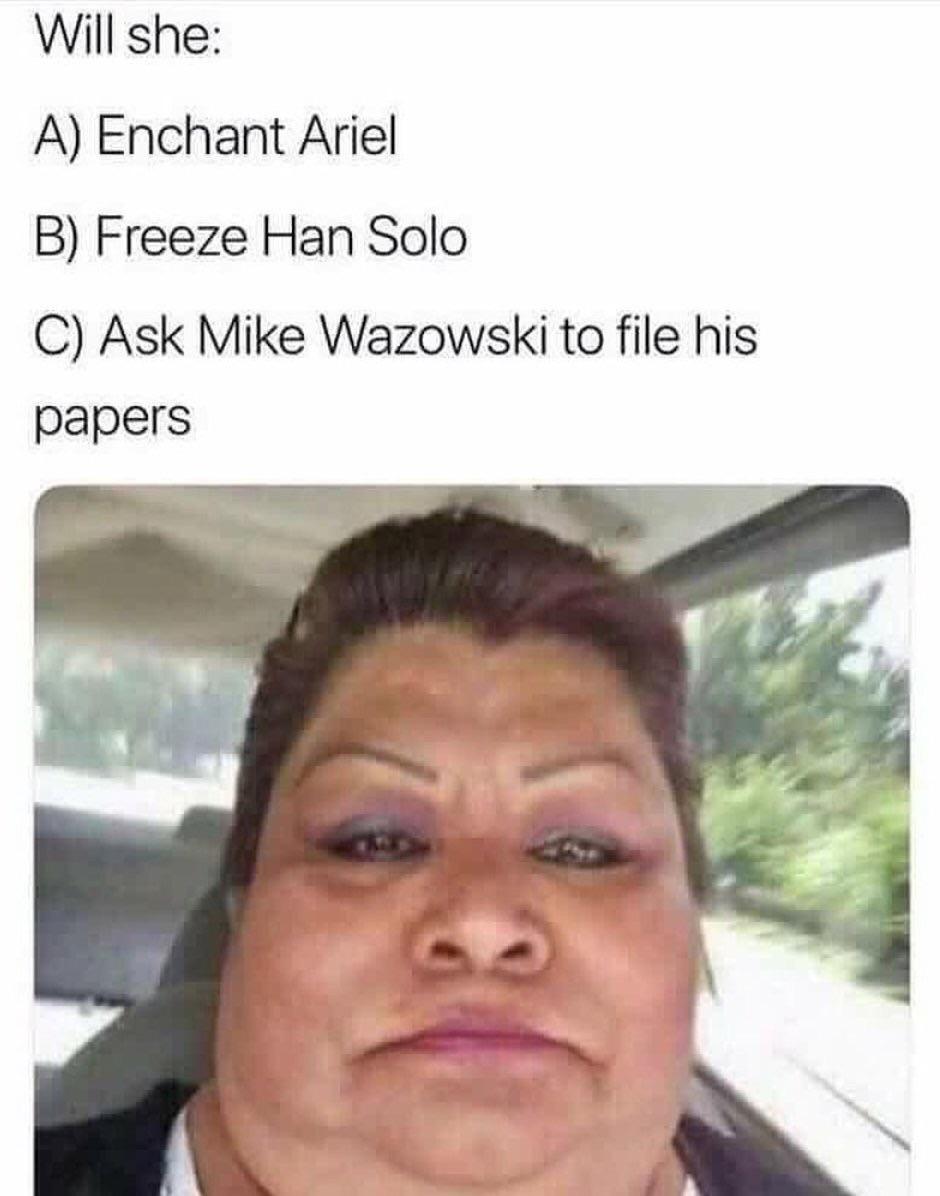 Will she:
A) Enchant Ariel
B) Freeze Han Solo
C) Ask Mike Wazowski to file his
papers